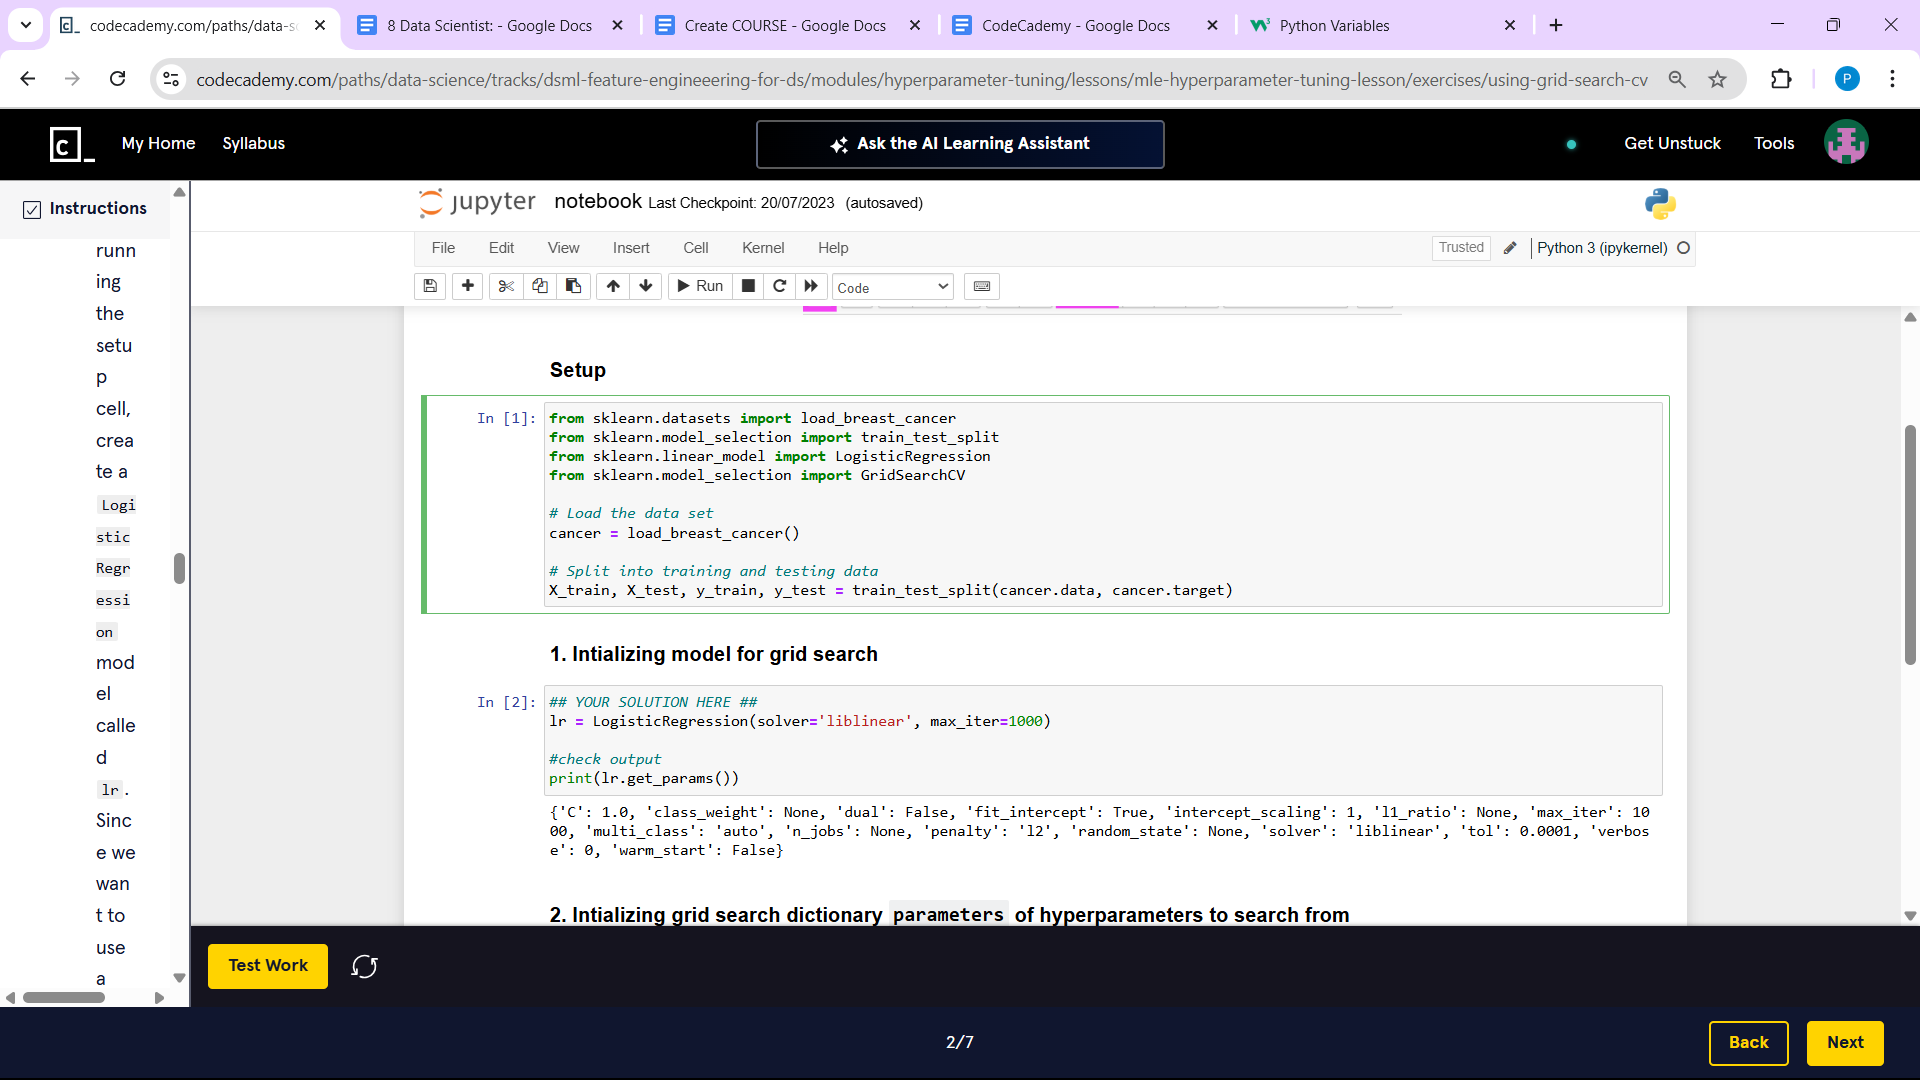 codecademy.com/paths/data-s
8 Data Scientist: - Google Docs
Create COURSE - Google Docs
CodeCademy - Google Docs
Python Variables
codecademy.com/paths/data-science/tracks/dsml-feature-engineeering-for-ds/modules/hyperparameter-tuning/lessons/mle-hyperparameter-tuning-lesson/exercises/using-grid-search-cv
P
c_
My Home
Syllabus
Ask the AI Learning Assistant
Get Unstuck
Tools
Instructions
runn
ing
the
setu
p
cell,
crea
te a
Logi
stic
Regr
essi
on
mod
el
calle
d
lr.
Sinc
e we
wan
t to
use
a
jupyter notebook Last Checkpoint: 20/07/2023 (autosaved)
File Edit View Insert Cell Kernel Help
Trusted Python 3 (ipykernel)
Run
Code
Setup
In [1]: from sklearn.datasets import load_breast_cancer
from sklearn.model_selection import train_test_split
from sklearn.linear_model import LogisticRegression
from sklearn.model_selection import GridSearchCV
# Load the data set
cancer = load_breast_cancer()
# Split into training and testing data
X_train, X_test, y_train, y_test = train_test_split(cancer.data, cancer.target)
1. Intializing model for grid search
In [2]: ## YOUR SOLUTION HERE ##
lr = LogisticRegression(solver='liblinear', max_iter=1000)
#check output
print(lr.get_params())
{'C': 1.0, 'class_weight': None, 'dual': False, 'fit_intercept': True, 'intercept_scaling': 1, 'l1_ratio': None, 'max_iter': 10
00, 'multi_class': 'auto', 'n_jobs': None, 'penalty': 'l2', 'random_state': None, 'solver': 'liblinear', 'tol': 0.0001, 'verbos
e': 0, 'warm_start': False}
2. Intializing grid search dictionary parameters of hyperparameters to search from
Test Work
2/7
Back
Next